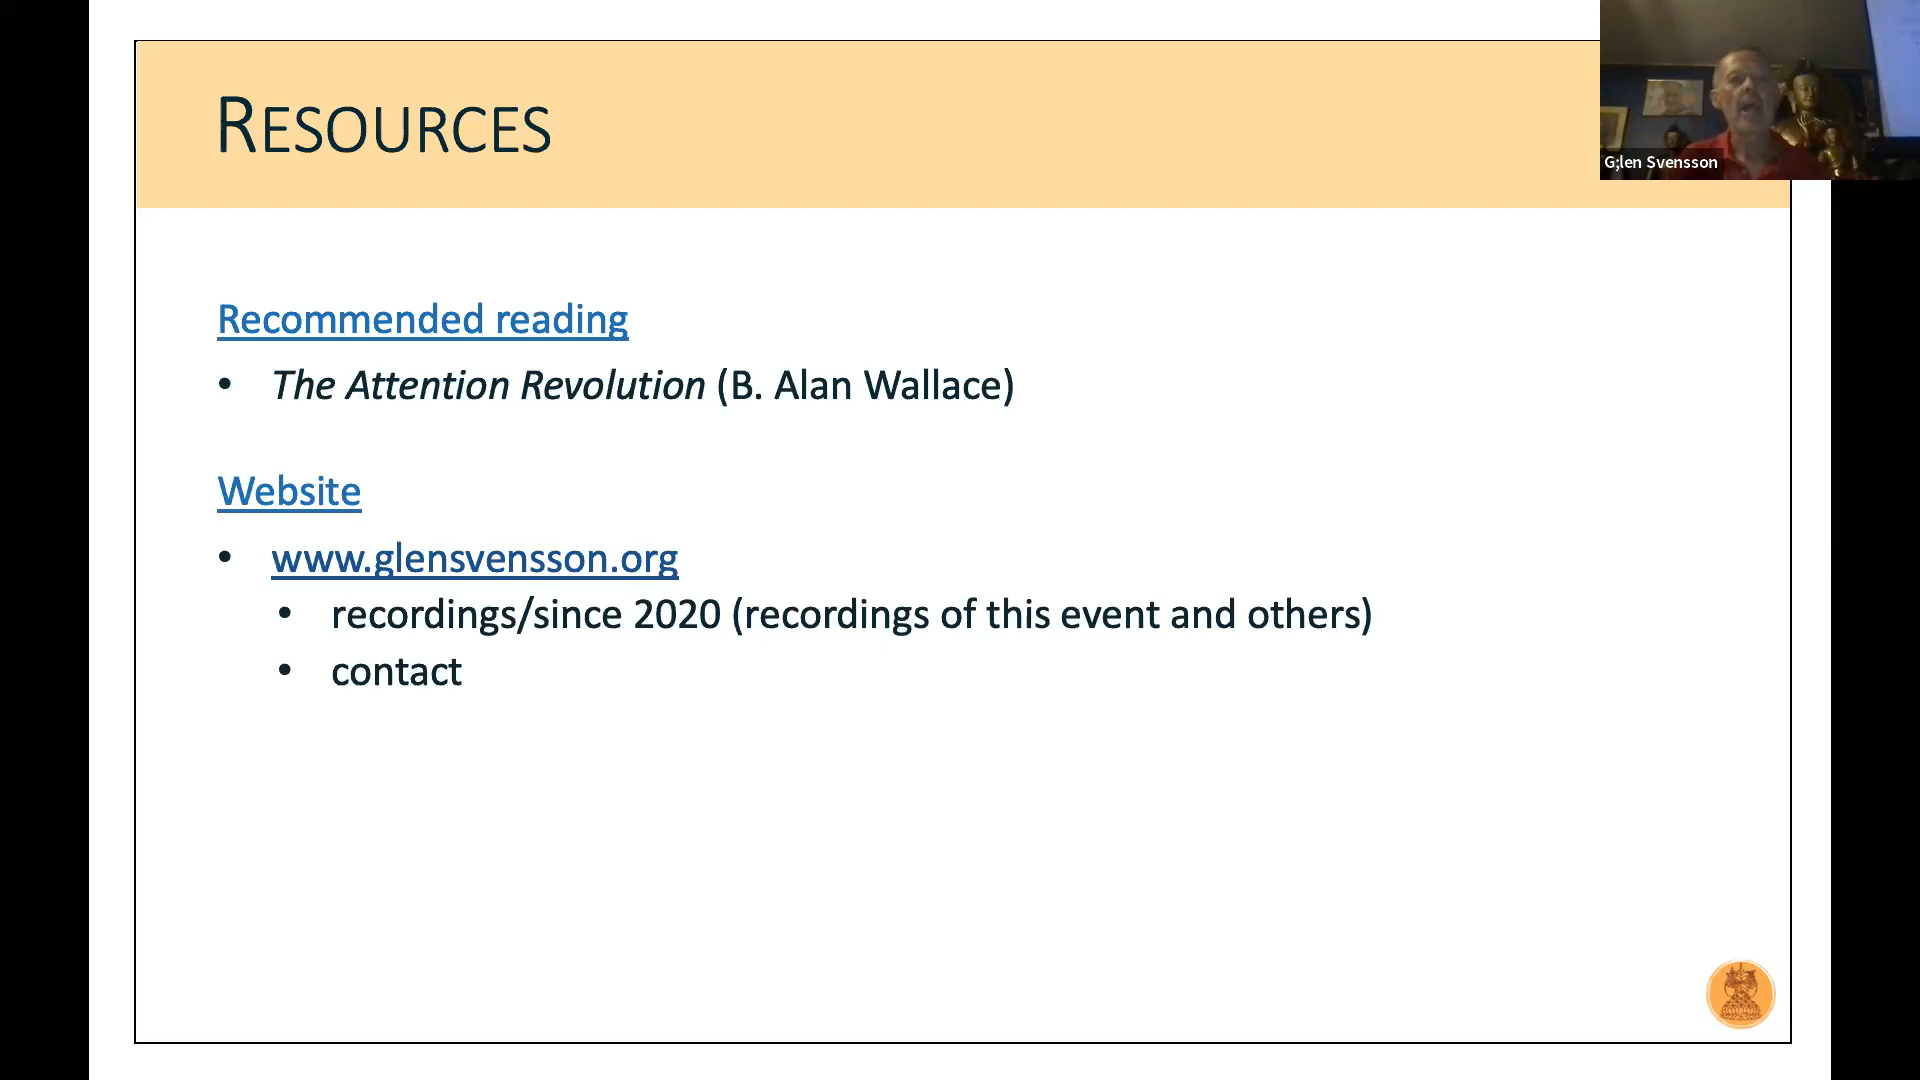 RESOURCES
G;len Svensson
Recommended reading
• The Attention Revolution (B. Alan Wallace)
Website
• www.glensvensson.org
• recordings/since 2020 (recordings of this event and others)
• contact